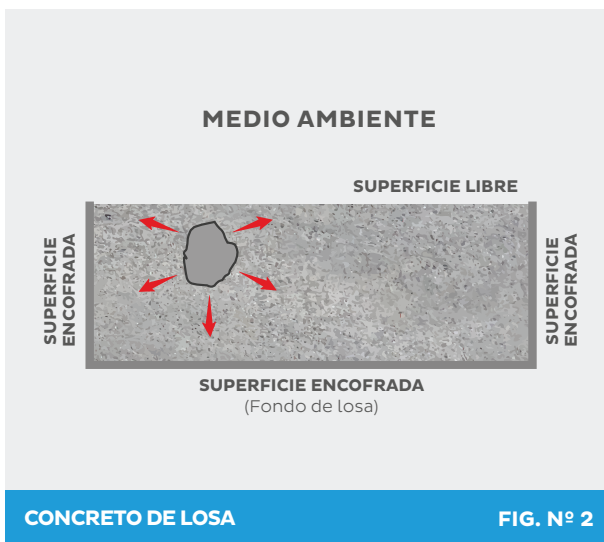 MEDIO AMBIENTE
SUPERFICIE LIBRE
SUPERFICIE
ENCOFRADA
SUPERFICIE
ENCOFRADA
SUPERFICIE ENCOFRADA
(Fondo de losa)
CONCRETO DE LOSA
FIG. Nº 2